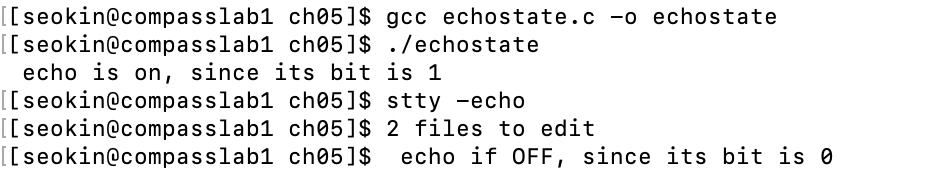 [[seokin@compasslab1 ch05]$ gcc echostate.c -o echostate
[[seokin@compasslab1 ch05]$ ./echostate
 echo is on, since its bit is 1
[[seokin@compasslab1 ch05]$ stty -echo
[[seokin@compasslab1 ch05]$ 2 files to edit
[[seokin@compasslab1 ch05]$  echo if OFF, since its bit is 0